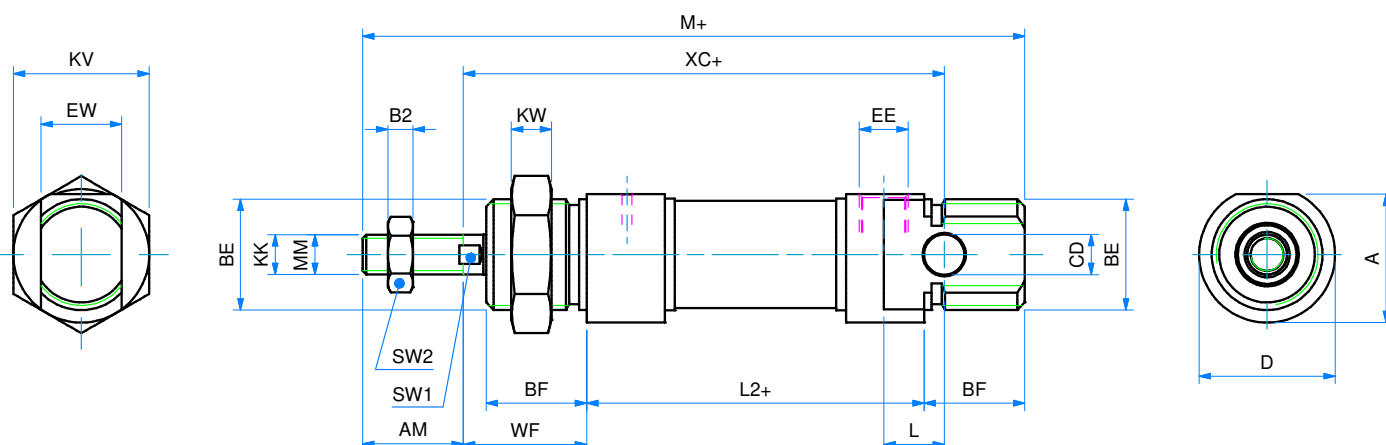 M+
KV
XC+
EW
B2
KW
EE
BE
KK
MM
CD
BE
A
SW2
SW1
BF
L2+
BF
D
AM
WF
L